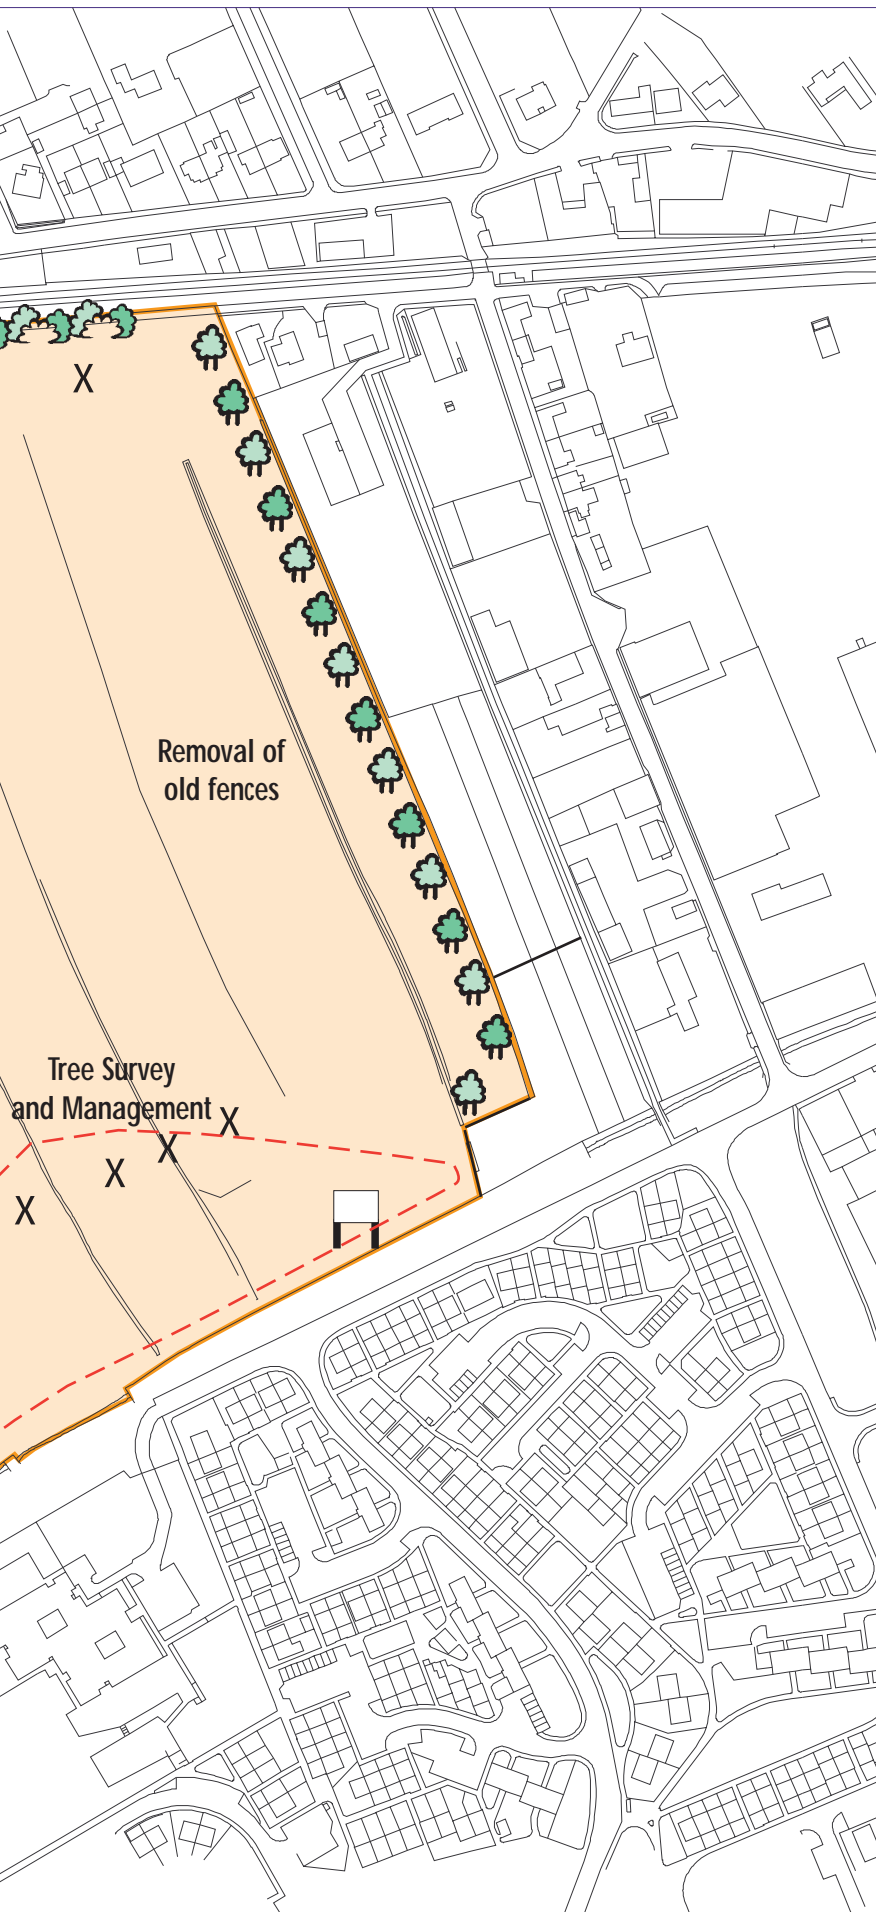 X
Removal of
old fences
Tree Survey
and Management
X
X
X
X